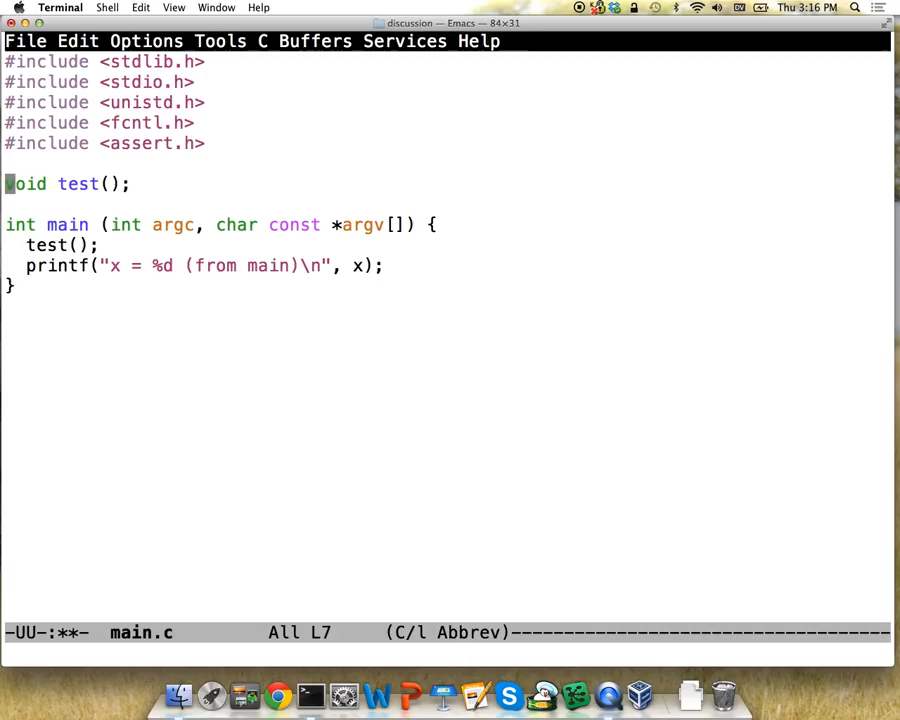 Terminal Shell Edit View Window Help Thu 3:16 PM
discussion — Emacs — 84×31
File Edit Options Tools C Buffers Services Help
#include <stdlib.h>
#include <stdio.h>
#include <unistd.h>
#include <fcntl.h>
#include <assert.h>
void test();
int main (int argc, char const *argv[]) {
test();
printf("x = %d (from main)\n", x);
}
-UU-:**- main.c All L7 (C/l Abbrev)----------------------------------------